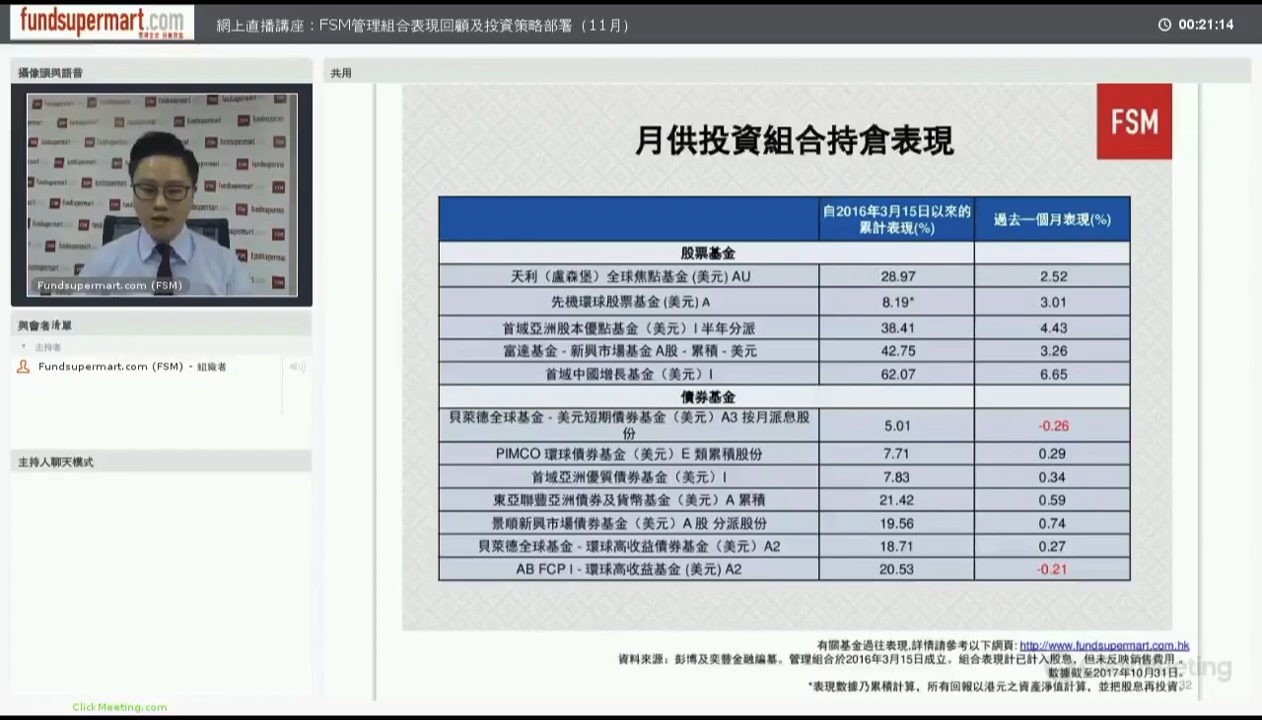 fundsupermart.com
網上直播講座：FSM管理組合表現回顧及投資策略部署（11月）
00:21:14
攝像頭與語音
Fundsupermart.com (FSM)
與會者清單
主持者
Fundsupermart.com (FSM) - 組織者
主持人聊天模式
ClickMeeting.com
共用
FSM
月供投資組合持倉表現
自2016年3月15日以來的
累計表現(%)
過去一個月表現(%)
股票基金
天利（盧森堡）全球焦點基金 (美元) AU 28.97 2.52
先機環球股票基金 (美元) A 8.19* 3.01
首域亞洲股本優點基金（美元）I 半年分派 38.41 4.43
富達基金 - 新興市場基金 A股 - 累積 - 美元 42.75 3.26
首域中國增長基金（美元）I 62.07 6.65
債券基金
貝萊德全球基金 - 美元短期債券基金（美元）A3 按月派息股
份 5.01 -0.26
PIMCO 環球債券基金（美元）E 類累積股份 7.71 0.29
首域亞洲優質債券基金（美元）I 7.83 0.34
東亞聯豐亞洲債券及貨幣基金（美元）A 累積 21.42 0.59
景順新興市場債券基金（美元）A 股 分派股份 19.56 0.74
貝萊德全球基金 - 環球高收益債券基金（美元）A2 18.71 0.27
AB FCP I - 環球高收益基金 (美元) A2 20.53 -0.21
有關基金過往表現,詳情請參考以下網頁: http://www.fundsupermart.com.hk
資料來源：彭博及奕豐金融編纂。管理組合於2016年3月15日成立。組合表現計已計入股息，但未反映銷售費用。
數據截至2017年10月31日。
*表現數據乃累積計算，所有回報以港元之資產淨值計算，並把股息再投資。
32